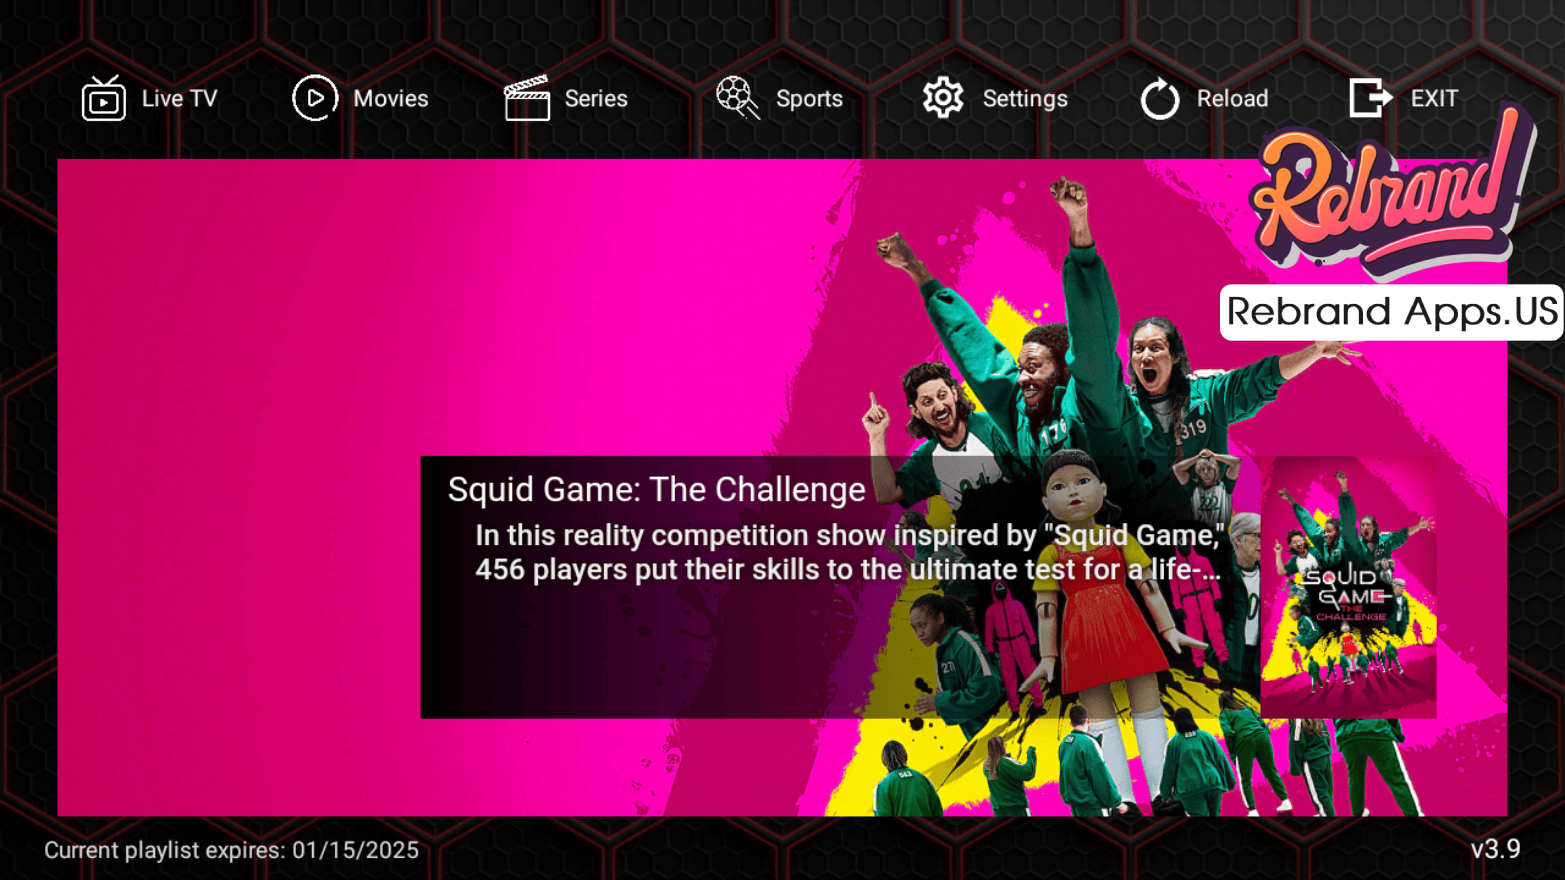 Live TV
Movies
Series
Sports
Settings
Reload
EXIT
Rebrand
Rebrand Apps.US
176
319
Squid Game: The Challenge
In this reality competition show inspired by "Squid Game,"
456 players put their skills to the ultimate test for a life-...
222
SQUID
GAME
THE
CHALLENGE
27
Current playlist expires: 01/15/2025
v3.9